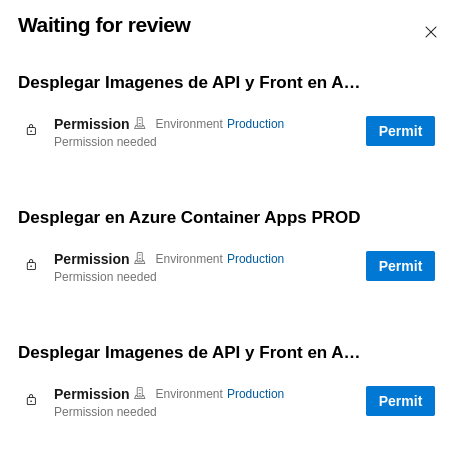 Waiting for review
Desplegar Imagenes de API y Front en A…
Permission Environment Production
Permission needed
Permit
Desplegar en Azure Container Apps PROD
Permission Environment Production
Permission needed
Permit
Desplegar Imagenes de API y Front en A…
Permission Environment Production
Permission needed
Permit